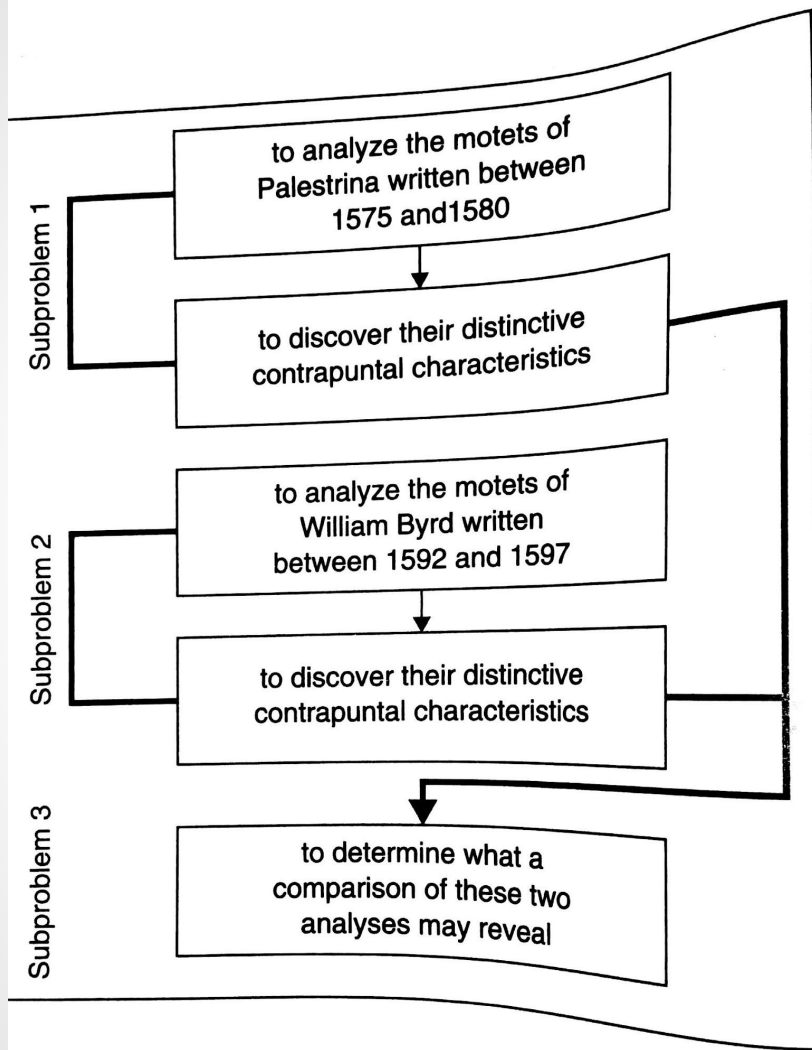 Subproblem 1
to analyze the motets of
Palestrina written between
1575 and1580
to discover their distinctive
contrapuntal characteristics
Subproblem 2
to analyze the motets of
William Byrd written
between 1592 and 1597
to discover their distinctive
contrapuntal characteristics
Subproblem 3
to determine what a
comparison of these two
analyses may reveal